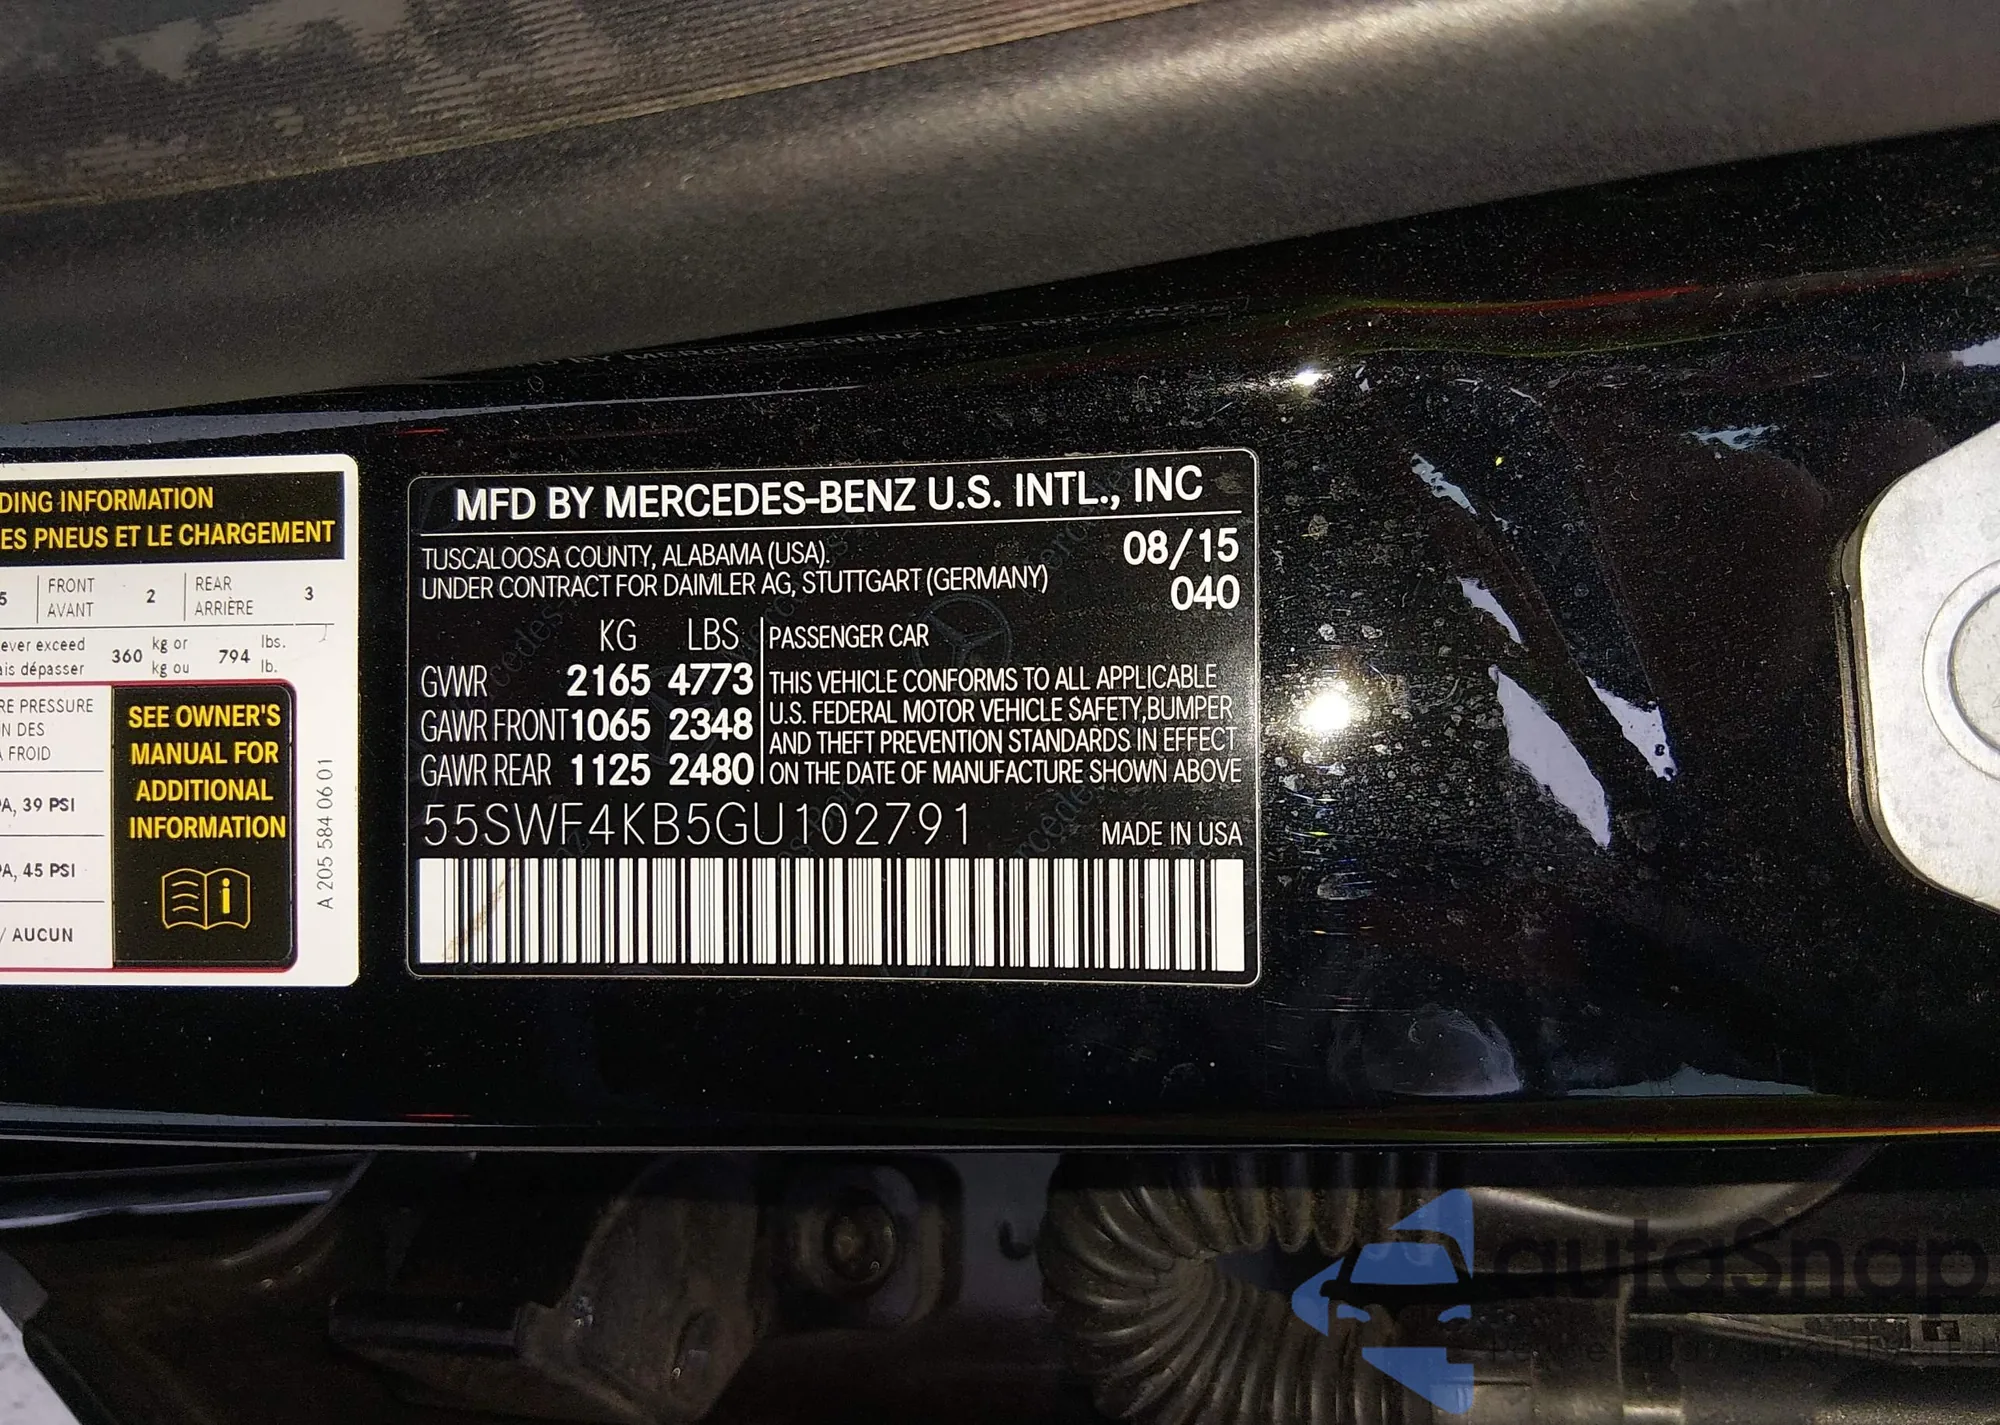 DING INFORMATION
ES PNEUS ET LE CHARGEMENT
5 FRONT AVANT 2 REAR ARRIÈRE 3
ever exceed 360 kg or 794 lbs.
ais dépasser kg ou lb.
RE PRESSURE
N DES
À FROID
PA, 39 PSI
PA, 45 PSI
/ AUCUN
SEE OWNER'S
MANUAL FOR
ADDITIONAL
INFORMATION
A 205 584 06 01
MFD BY MERCEDES-BENZ U.S. INTL., INC
TUSCALOOSA COUNTY, ALABAMA (USA). 08/15
UNDER CONTRACT FOR DAIMLER AG, STUTTGART (GERMANY) 040
KG LBS PASSENGER CAR
GVWR 2165 4773
GAWR FRONT 1065 2348
GAWR REAR 1125 2480
THIS VEHICLE CONFORMS TO ALL APPLICABLE
U.S. FEDERAL MOTOR VEHICLE SAFETY,BUMPER
AND THEFT PREVENTION STANDARDS IN EFFECT
ON THE DATE OF MANUFACTURE SHOWN ABOVE
55SWF4KB5GU102791 MADE IN USA
autaSnap